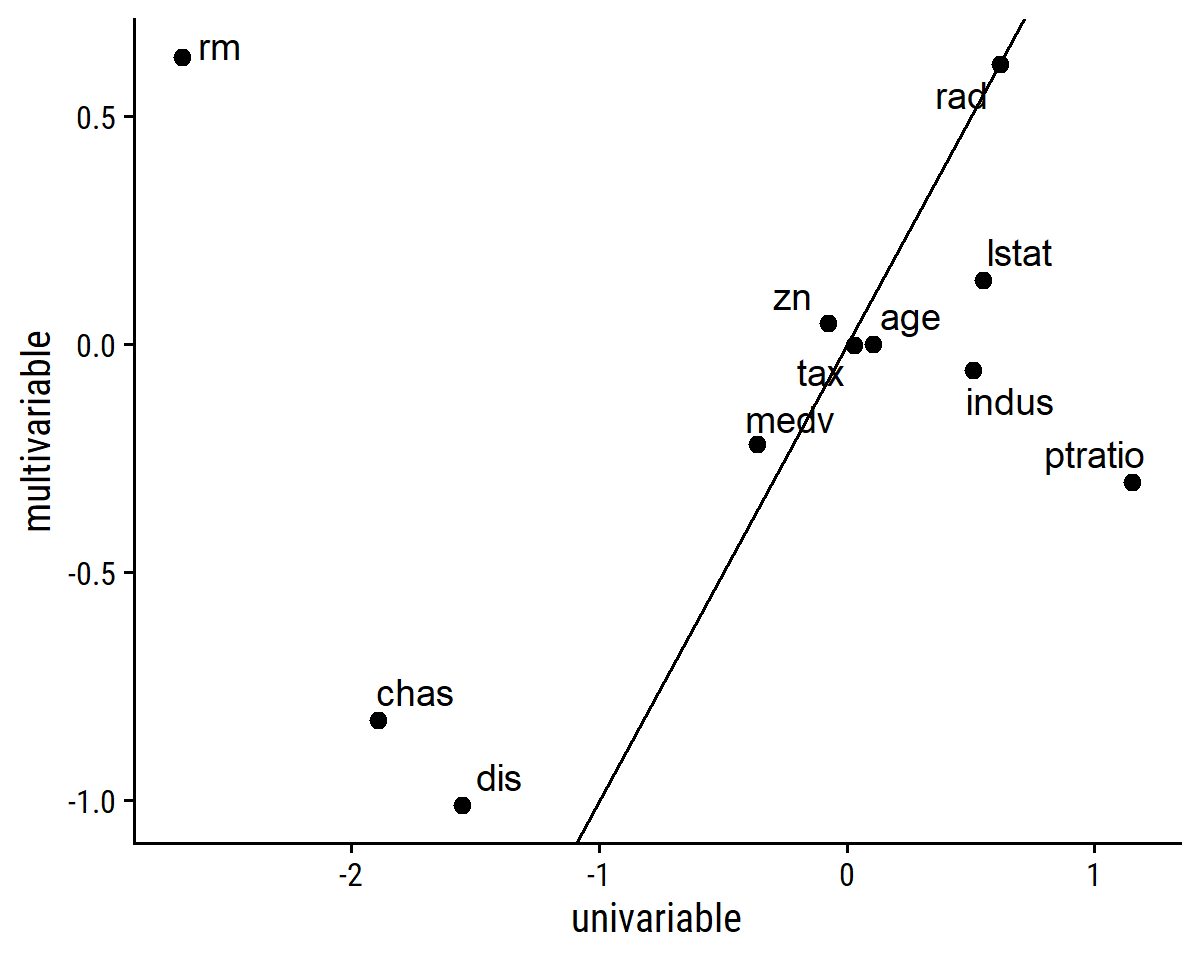 rm
0.5
rad
lstat
zn
age
0.0
tax
indus
medv
ptratio
-0.5
chas
dis
-1.0
multivariable
-2
-1
0
1
univariable